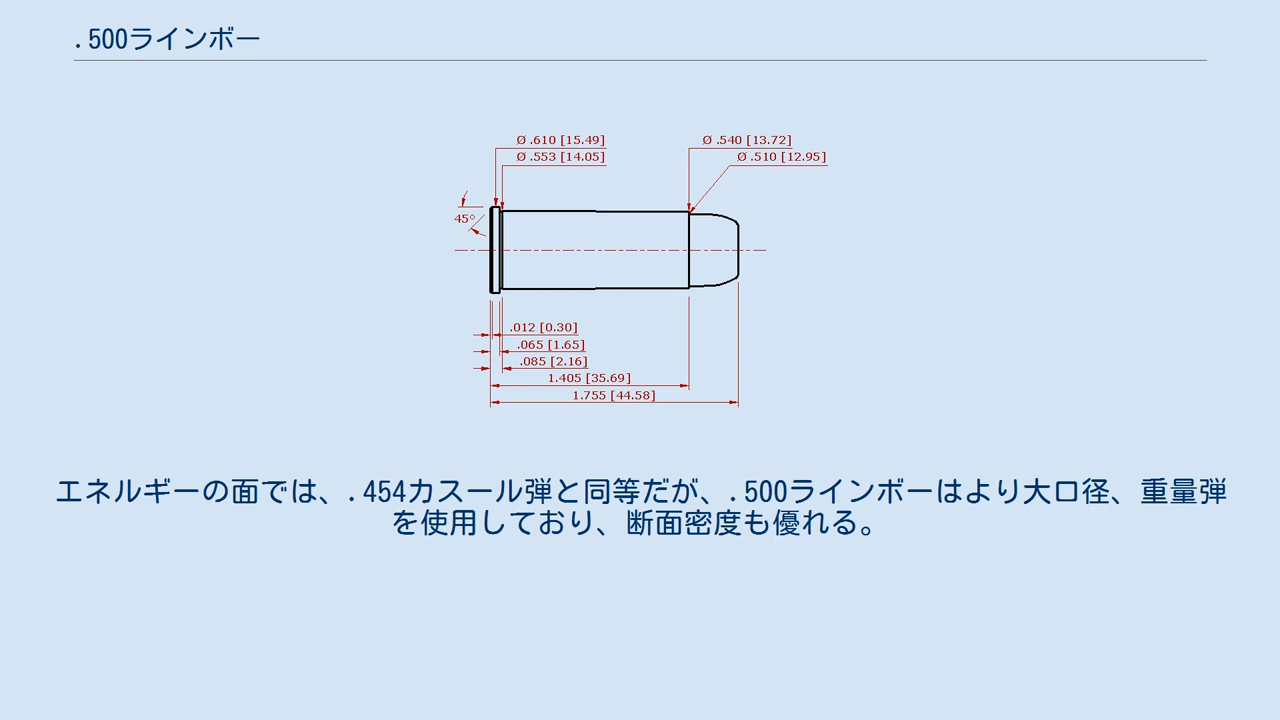 .500ラインボー
Ø .610 [15.49]
Ø .540 [13.72]
Ø .553 [14.05]
Ø .510 [12.95]
45°
.012 [0.30]
.065 [1.65]
.085 [2.16]
1.405 [35.69]
1.755 [44.58]
エネルギーの面では、.454カスール弾と同等だが、.500ラインボーはより大口径、重量弾
を使用しており、断面密度も優れる。